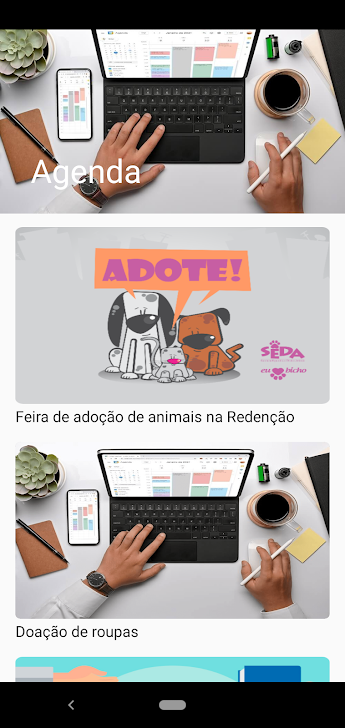 Agenda
ADOTE!
SEDA
eu bicho
Feira de adoção de animais na Redenção
Doação de roupas